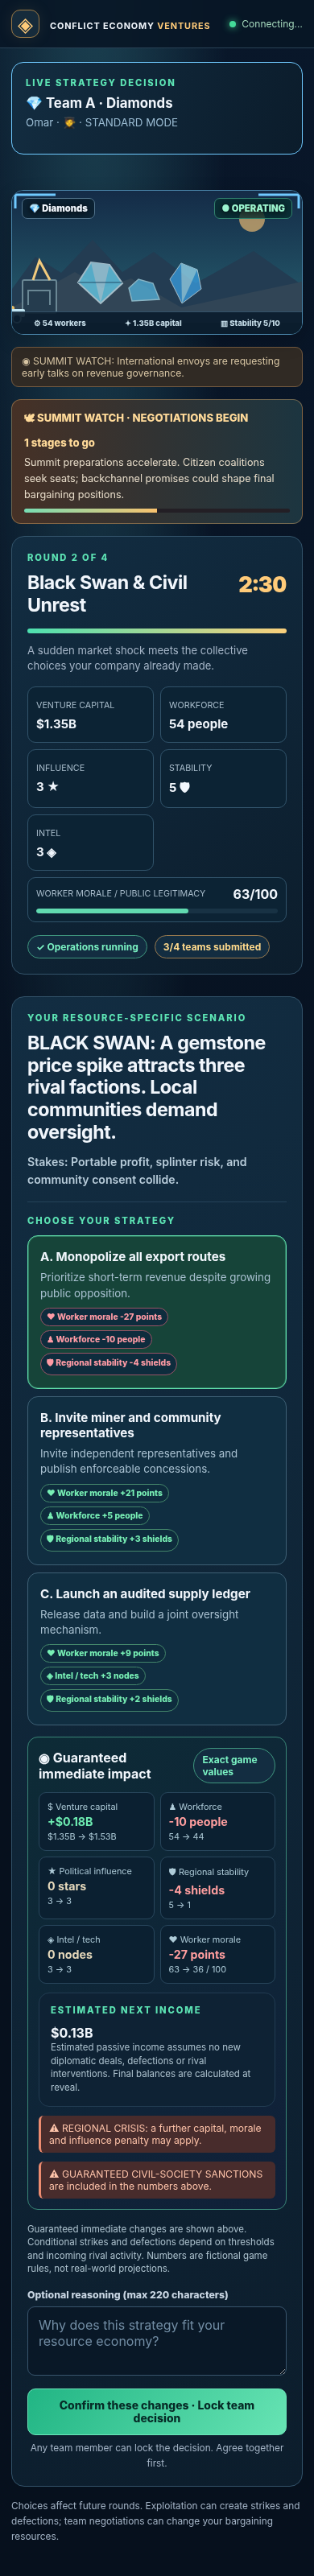 CONFLICT ECONOMY VENTURES
Connecting...
LIVE STRATEGY DECISION
💎 Team A · Diamonds
Omar · 🧑‍🚀 · STANDARD MODE
💎 Diamonds
OPERATING
⚙ 54 workers
✦ 1.35B capital
▥ Stability 5/10
◉ SUMMIT WATCH: International envoys are requesting
early talks on revenue governance.
🕊 SUMMIT WATCH · NEGOTIATIONS BEGIN
1 stages to go
Summit preparations accelerate. Citizen coalitions
seek seats; backchannel promises could shape final
bargaining positions.
ROUND 2 OF 4
Black Swan & Civil
Unrest
2:30
A sudden market shock meets the collective
choices your company already made.
VENTURE CAPITAL
$1.35B
WORKFORCE
54 people
INFLUENCE
3 ★
STABILITY
5 🛡
INTEL
3 ◈
WORKER MORALE / PUBLIC LEGITIMACY
63/100
✓ Operations running
3/4 teams submitted
YOUR RESOURCE-SPECIFIC SCENARIO
BLACK SWAN: A gemstone
price spike attracts three
rival factions. Local
communities demand
oversight.
Stakes: Portable profit, splinter risk, and
community consent collide.
CHOOSE YOUR STRATEGY
A. Monopolize all export routes
Prioritize short-term revenue despite growing
public opposition.
♥ Worker morale -27 points
♟ Workforce -10 people
🛡 Regional stability -4 shields
B. Invite miner and community
representatives
Invite independent representatives and
publish enforceable concessions.
♥ Worker morale +21 points
♟ Workforce +5 people
🛡 Regional stability +3 shields
C. Launch an audited supply ledger
Release data and build a joint oversight
mechanism.
♥ Worker morale +9 points
◈ Intel / tech +3 nodes
🛡 Regional stability +2 shields
◉ Guaranteed
immediate impact
Exact game
values
$ Venture capital
+$0.18B
$1.35B → $1.53B
♟ Workforce
-10 people
54 → 44
★ Political influence
0 stars
3 → 3
🛡 Regional stability
-4 shields
5 → 1
◈ Intel / tech
0 nodes
3 → 3
♥ Worker morale
-27 points
63 → 36 / 100
ESTIMATED NEXT INCOME
$0.13B
Estimated passive income assumes no new
diplomatic deals, defections or rival
interventions. Final balances are calculated at
reveal.
⚠ REGIONAL CRISIS: a further capital, morale
and influence penalty may apply.
⚠ GUARANTEED CIVIL-SOCIETY SANCTIONS
are included in the numbers above.
Guaranteed immediate changes are shown above.
Conditional strikes and defections depend on thresholds
and incoming rival activity. Numbers are fictional game
rules, not real-world projections.
Optional reasoning (max 220 characters)
Why does this strategy fit your
resource economy?
Confirm these changes · Lock team
decision
Any team member can lock the decision. Agree together
first.
Choices affect future rounds. Exploitation can create strikes and
defections; team negotiations can change your bargaining
resources.